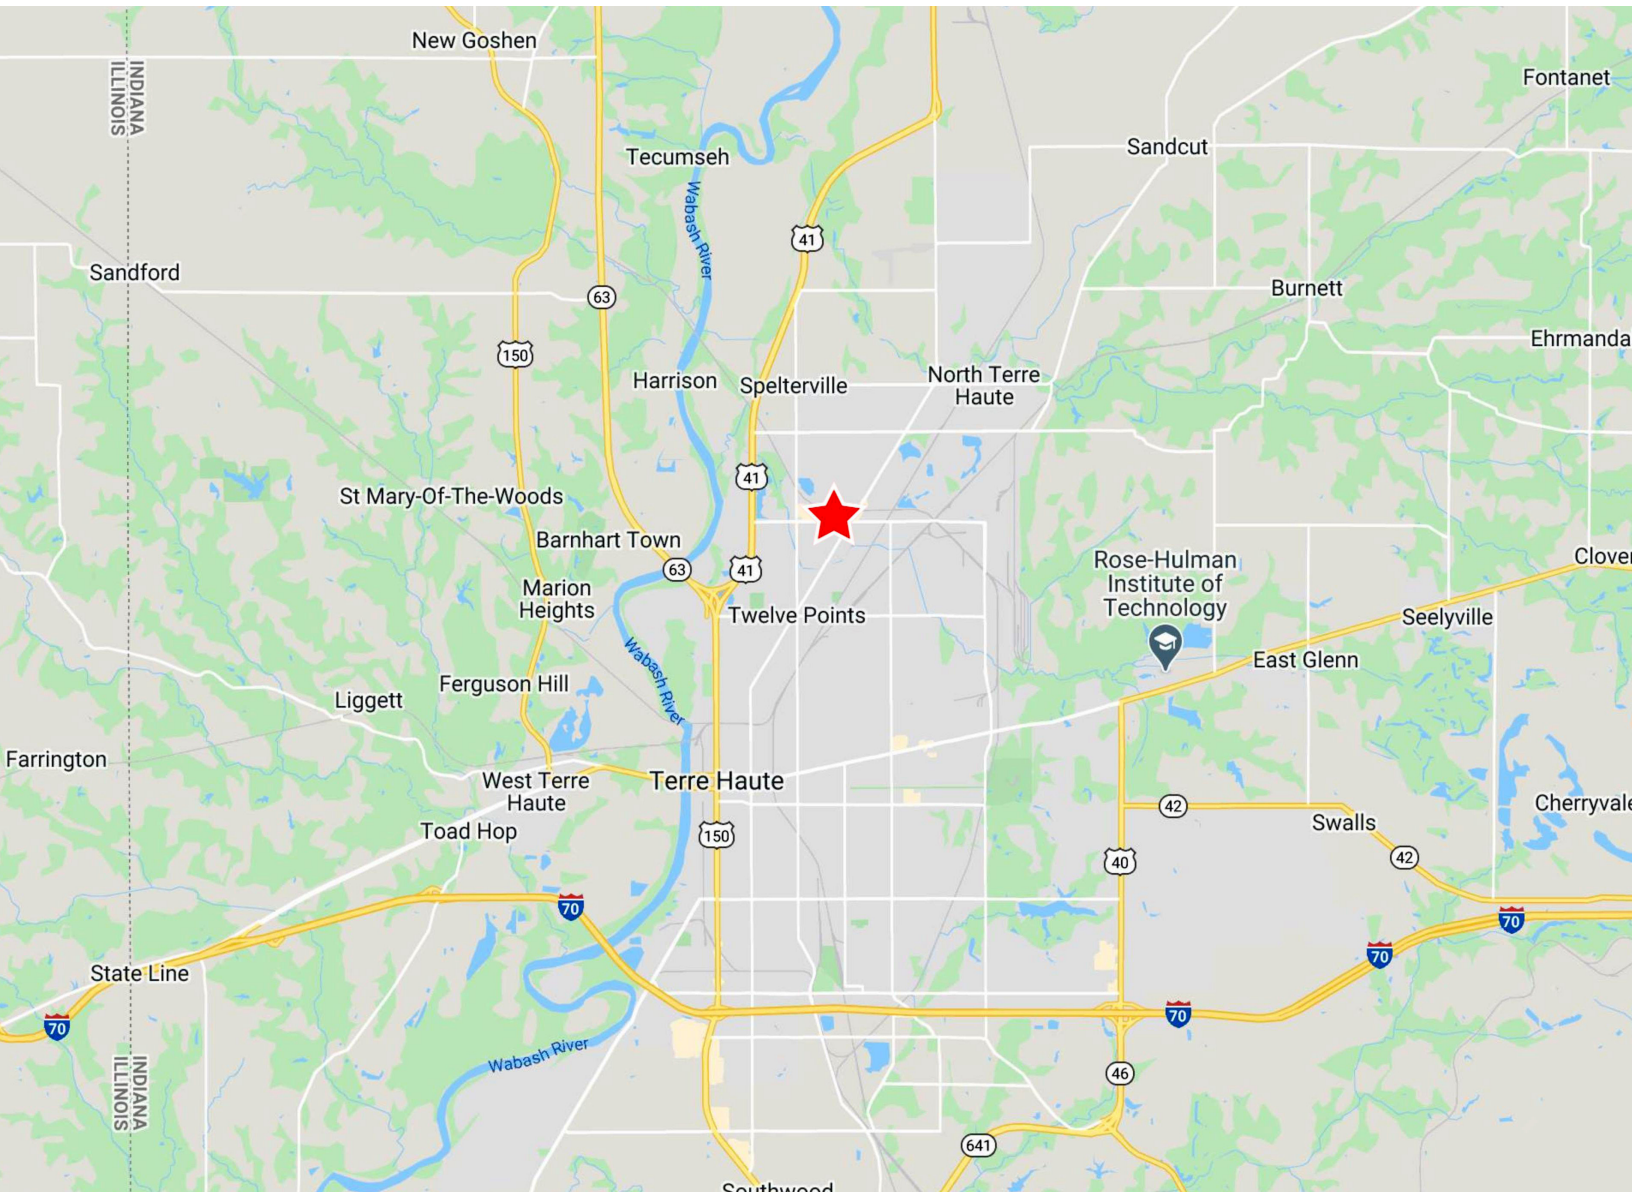 New Goshen
INDIANA
ILLINOIS
Fontanet
Tecumseh
Sandcut
Wabash River
41
Sandford
63
Burnett
150
Ehrmanda
Harrison
Spelterville
North Terre
Haute
41
St Mary-Of-The-Woods
Barnhart Town
63
41
Rose-Hulman
Institute of
Technology
Clover
Marion
Heights
Twelve Points
Seelyville
Wabash River
East Glenn
Ferguson Hill
Liggett
Farrington
West Terre
Haute
Terre Haute
42
Cherryvale
Toad Hop
150
Swalls
40
42
70
70
70
State Line
70
70
Wabash River
INDIANA
ILLINOIS
46
641
Southwood